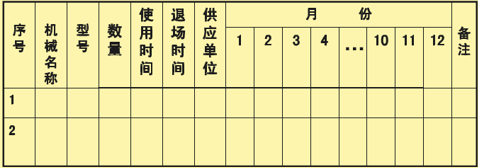 序号 机械名称 型号 数量 使用时间 退场时间 供应单位 月 份 备注
1 2 3 4 … 10 11 12
1
2